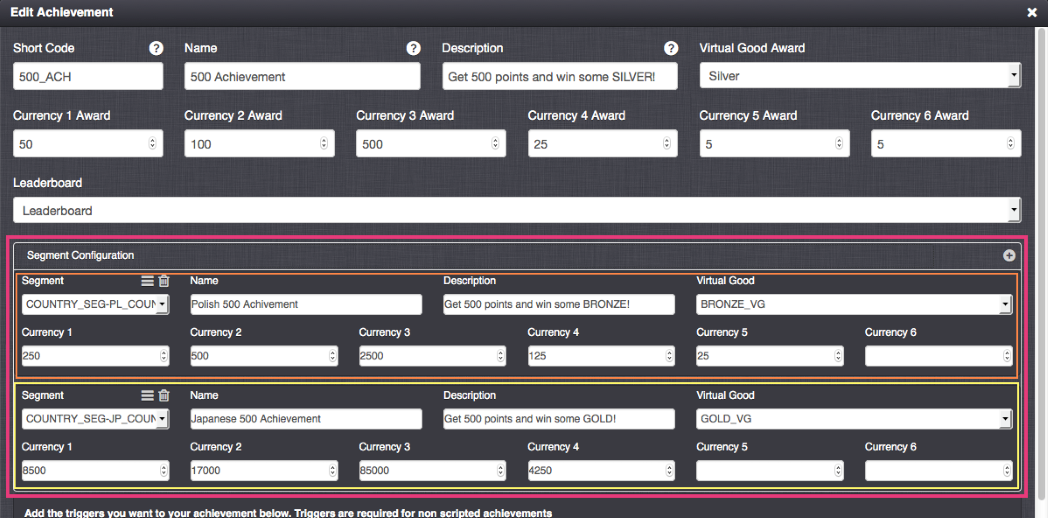 Edit Achievement
Short Code ? Name ? Description ? Virtual Good Award
500_ACH 500 Achievement Get 500 points and win some SILVER! Silver
Currency 1 Award Currency 2 Award Currency 3 Award Currency 4 Award Currency 5 Award Currency 6 Award
50 100 500 25 5 5
Leaderboard
Leaderboard
Segment Configuration
Segment Name Description Virtual Good
COUNTRY_SEG-PL_COUN Polish 500 Achivement Get 500 points and win some BRONZE! BRONZE_VG
Currency 1 Currency 2 Currency 3 Currency 4 Currency 5 Currency 6
250 500 2500 125 25
Segment Name Description Virtual Good
COUNTRY_SEG-JP_COUN Japanese 500 Achievement Get 500 points and win some GOLD! GOLD_VG
Currency 1 Currency 2 Currency 3 Currency 4 Currency 5 Currency 6
8500 17000 85000 4250
Add the triggers you want to your achievement below. Triggers are required for non scripted achievements